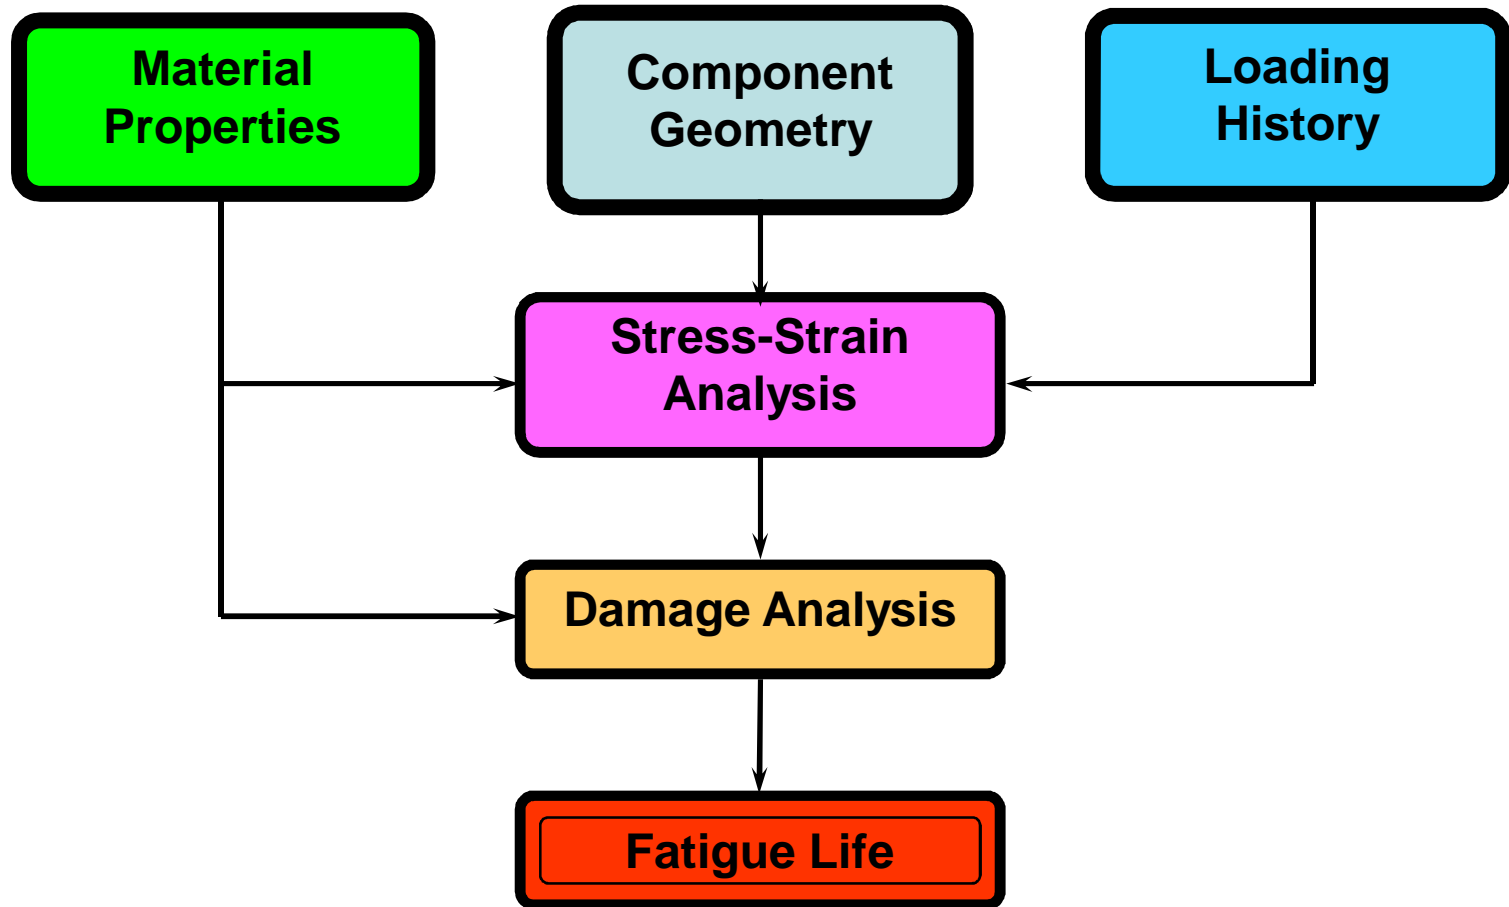 Material
Properties
Component
Geometry
Loading
History
Stress-Strain
Analysis
Damage Analysis
Fatigue Life